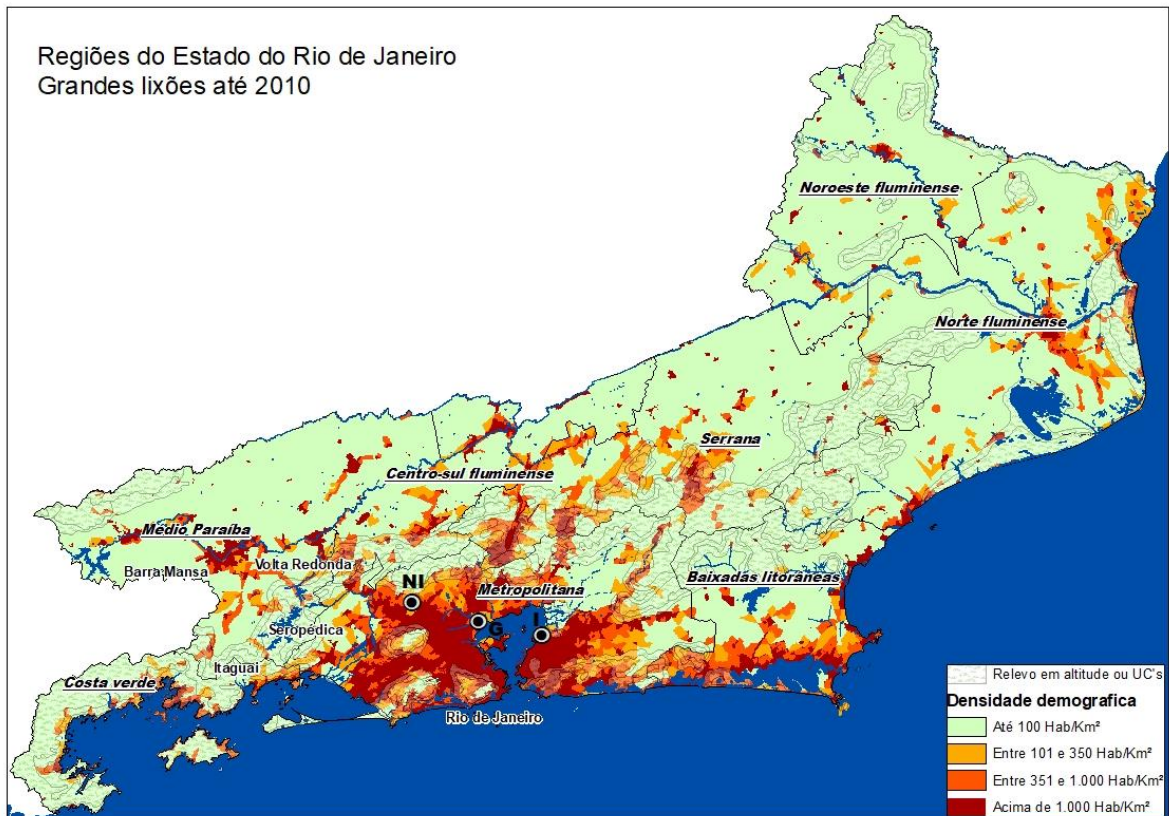 Regiões do Estado do Rio de Janeiro
Grandes lixões até 2010
Noroeste fluminense
Norte fluminense
Serrana
Centro-sul fluminense
Médio Paraíba
Barra Mansa
Volta Redonda
Baixadas litorâneas
NI
Metropolitana
G
I
Seropédica
Itaguai
Costa verde
Rio de Janeiro
Relevo em altitude ou UC's
Densidade demografica
Até 100 Hab/Km²
Entre 101 e 350 Hab/Km²
Entre 351 e 1.000 Hab/Km²
Acima de 1.000 Hab/Km²